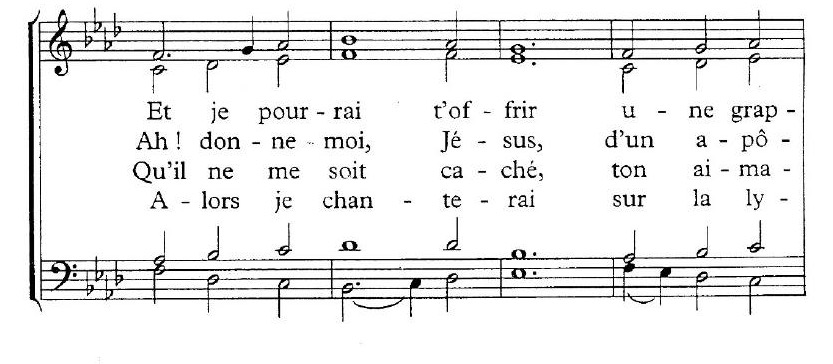 Et je pour - rai t'of - frir u - ne grap -
Ah ! don - ne - moi, Jé - sus, d'un a - pô -
Qu'il ne me soit ca - ché, ton ai - ma -
A - lors je chan - te - rai sur la ly -